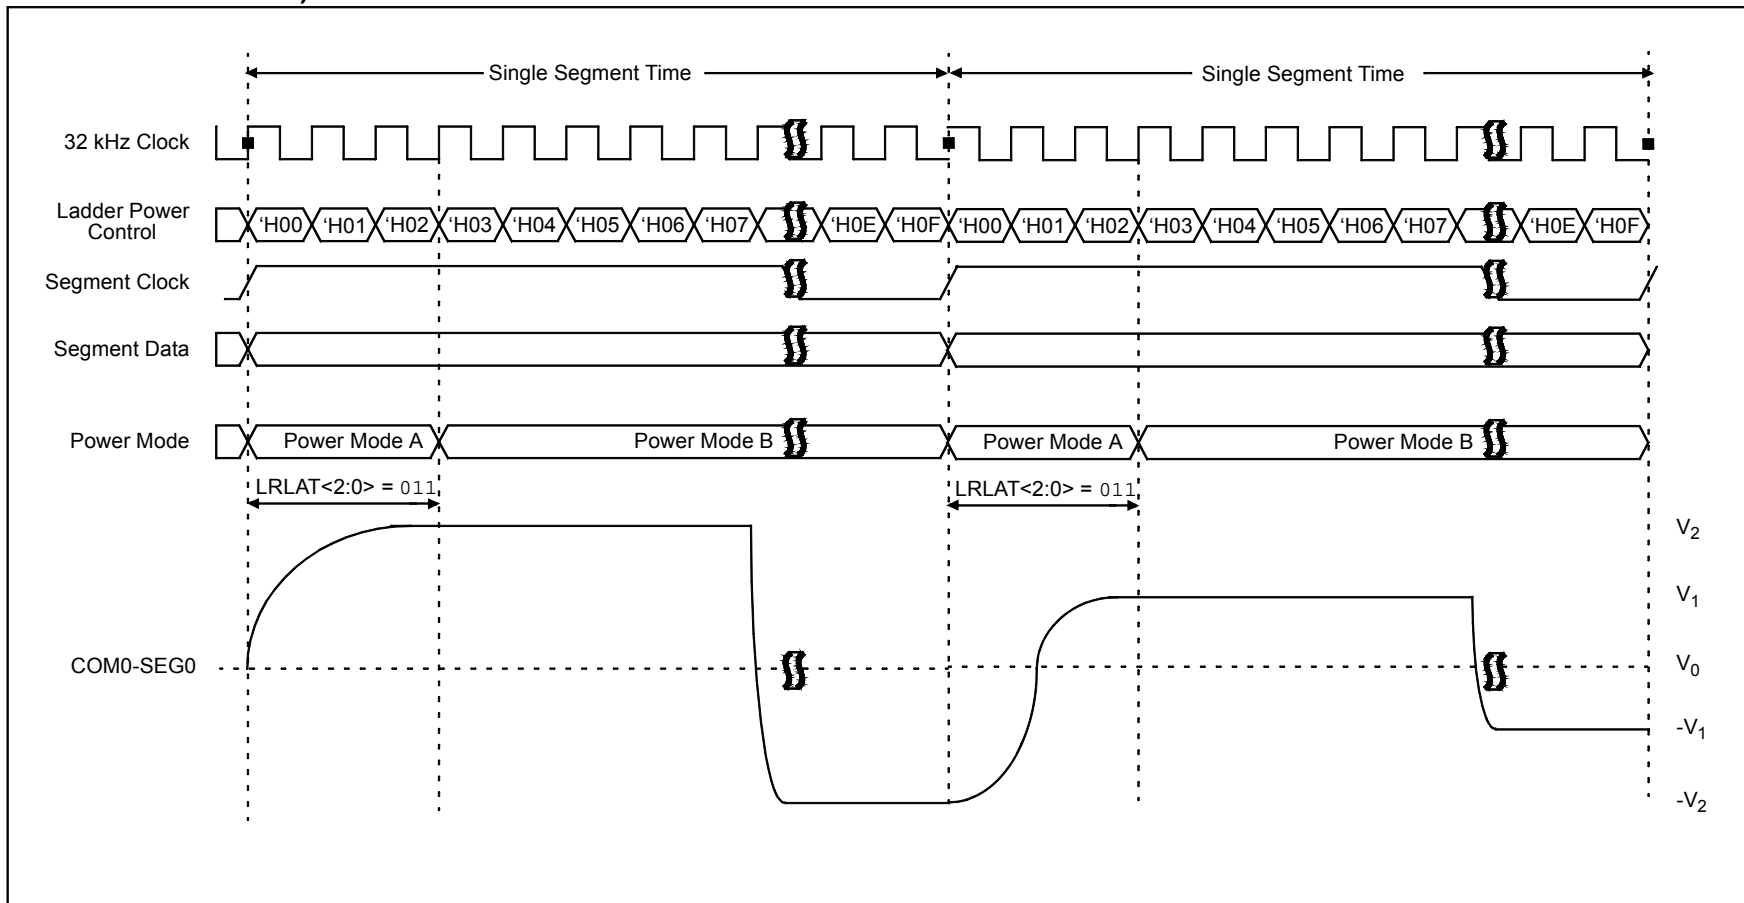 Single Segment Time Single Segment Time
32 kHz Clock
Ladder Power
Control
‘H00 ‘H01 ‘H02 ‘H03 ‘H04 ‘H05 ‘H06 ‘H07 ‘H0E ‘H0F ‘H00 ‘H01 ‘H02 ‘H03 ‘H04 ‘H05 ‘H06 ‘H07 ‘H0E ‘H0F
Segment Clock
Segment Data
Power Mode Power Mode A Power Mode B Power Mode A Power Mode B
LRLAT<2:0> = 011 LRLAT<2:0> = 011
V2
V1
COM0-SEG0 V0
-V1
-V2